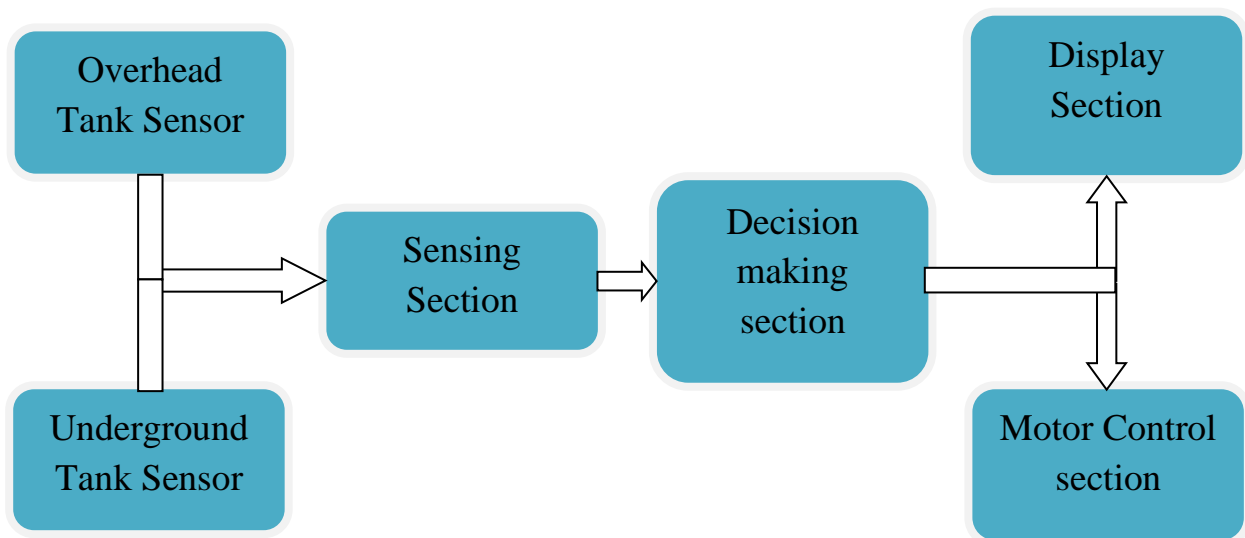 Overhead
Tank Sensor
Underground
Tank Sensor
Sensing
Section
Decision
making
section
Display
Section
Motor Control
section